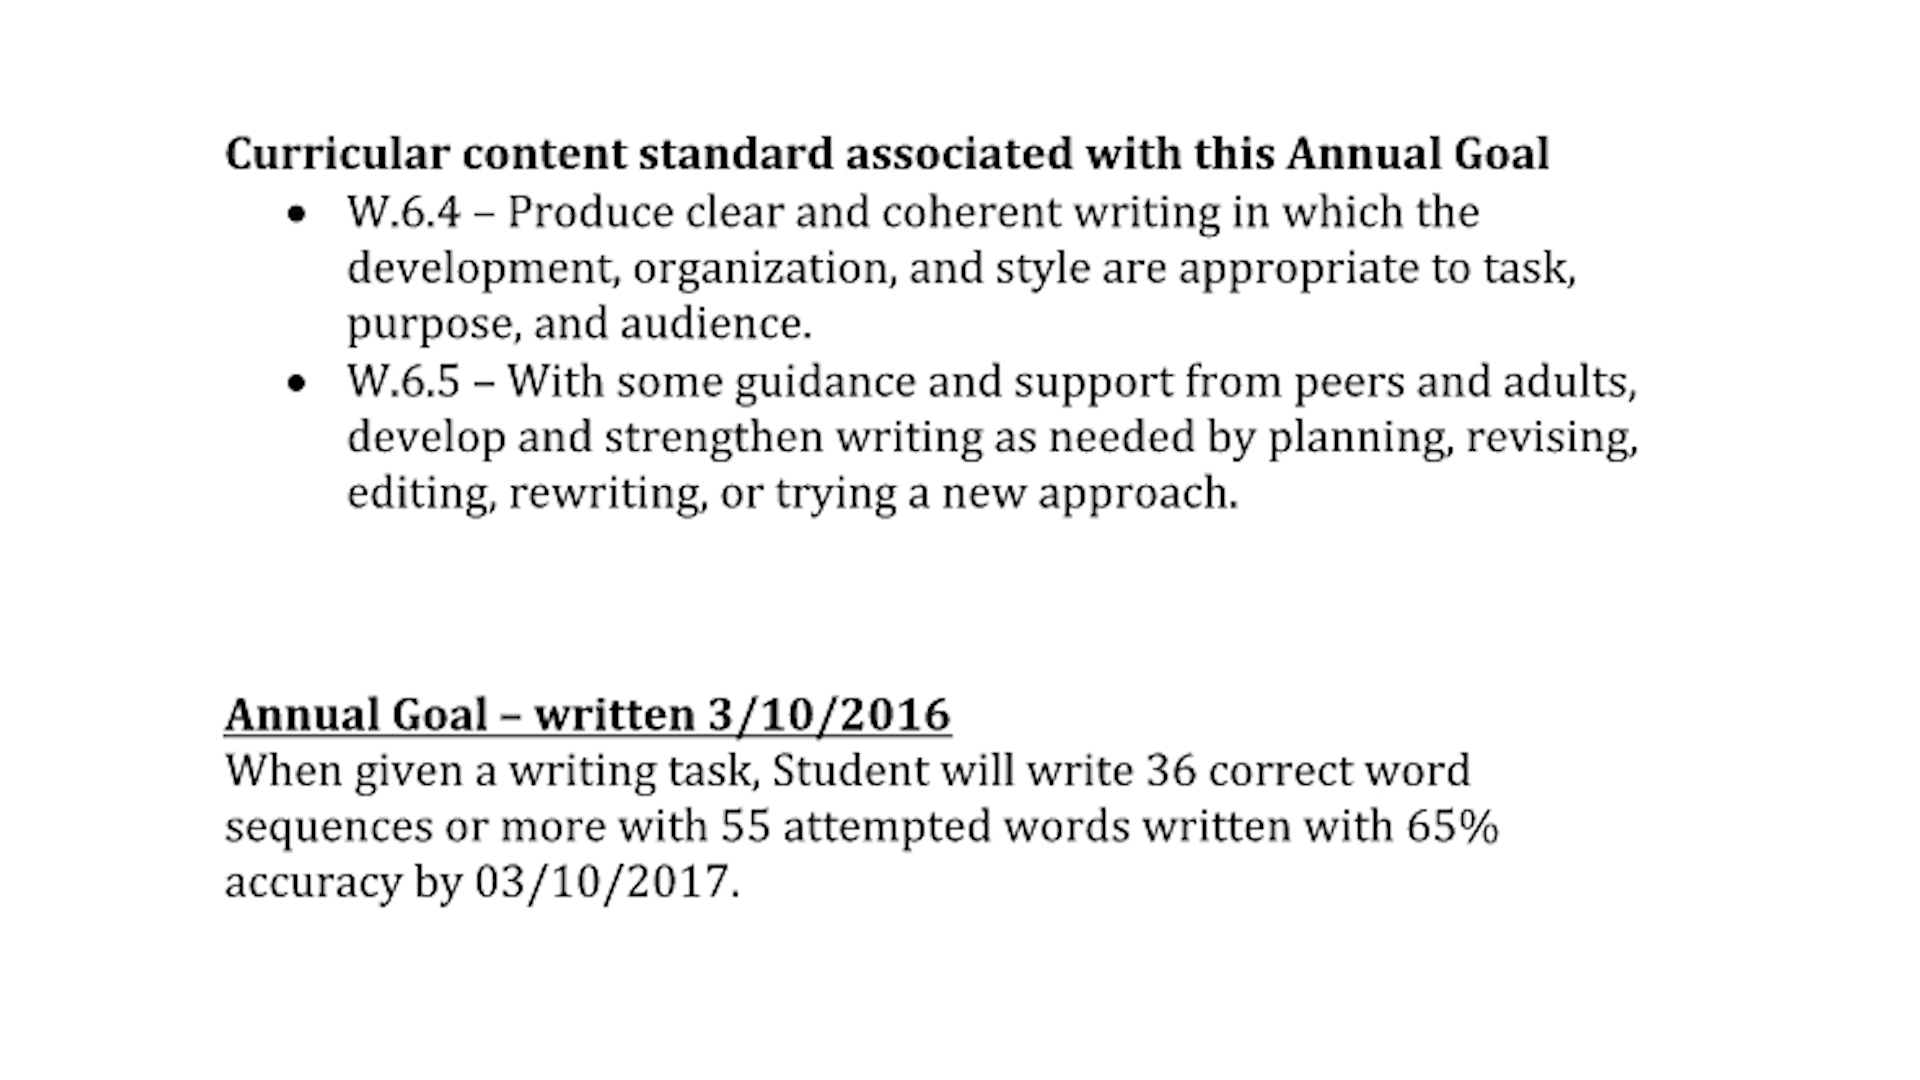 Curricular content standard associated with this Annual Goal
• W.6.4 – Produce clear and coherent writing in which the
development, organization, and style are appropriate to task,
purpose, and audience.
• W.6.5 – With some guidance and support from peers and adults,
develop and strengthen writing as needed by planning, revising,
editing, rewriting, or trying a new approach.
Annual Goal – written 3/10/2016
When given a writing task, Student will write 36 correct word
sequences or more with 55 attempted words written with 65%
accuracy by 03/10/2017.